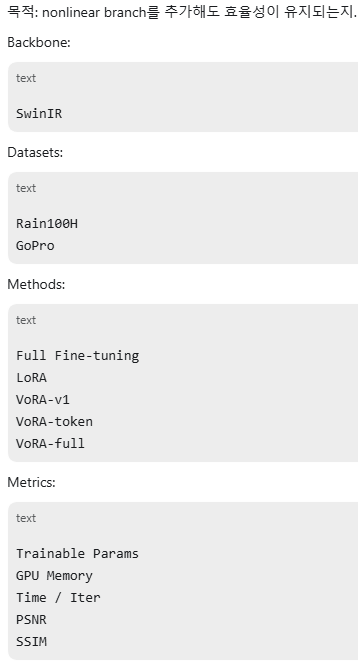 목적: nonlinear branch를 추가해도 효율성이 유지되는지.
Backbone:
text
SwinIR
Datasets:
text
Rain100H
GoPro
Methods:
text
Full Fine-tuning
LoRA
VoRA-v1
VoRA-token
VoRA-full
Metrics:
text
Trainable Params
GPU Memory
Time / Iter
PSNR
SSIM